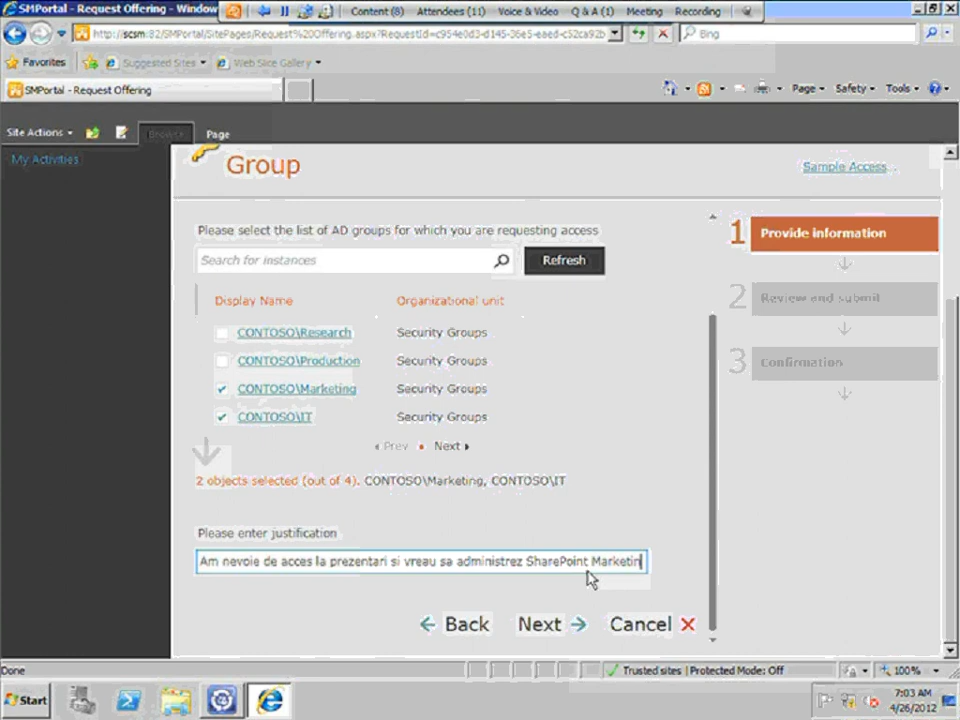 SMPortal - Request Offering - Window
Content (8) Attendees (11) Voice & Video Q & A (1) Meeting Recording
http://scsm:82/SMPortal/SitePages/Request%20Offering.aspx?RequestId=c954e0d3-d145-36e5-eaed-c52ca92b
Bing
Favorites Suggested Sites Web Slice Gallery
SMPortal - Request Offering
Page Safety Tools
Site Actions Browse Page
My Activities
Group
Sample Access...
Please select the list of AD groups for which you are requesting access
Search for instances Refresh
Display Name Organizational unit
CONTOSO\Research Security Groups
CONTOSO\Production Security Groups
CONTOSO\Marketing Security Groups
CONTOSO\IT Security Groups
Prev Next
2 objects selected (out of 4). CONTOSO\Marketing, CONTOSO\IT
Please enter justification
Am nevoie de acces la prezentari si vreau sa administrez SharePoint Marketin
Back Next Cancel
1 Provide information
2 Review and submit
3 Confirmation
Done Trusted sites | Protected Mode: Off 100%
Start
7:03 AM
4/26/2012